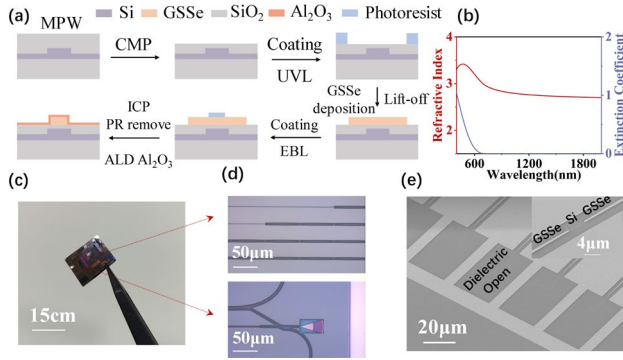 Si GSSe SiO₂ Al₂O₃ Photoresist
(a)
MPW
CMP
Coating
UVL
GSSe
deposition
Lift-off
Coating
EBL
ICP
PR remove
ALD Al₂O₃
(b)
Refractive Index
4
3
2
Extinction Coefficient
2
1
0
600 1200 1800
Wavelength(nm)
(c)
15cm
(d)
50μm
50μm
(e)
GSSe Si GSSe
4μm
Dielectric
Open
20μm